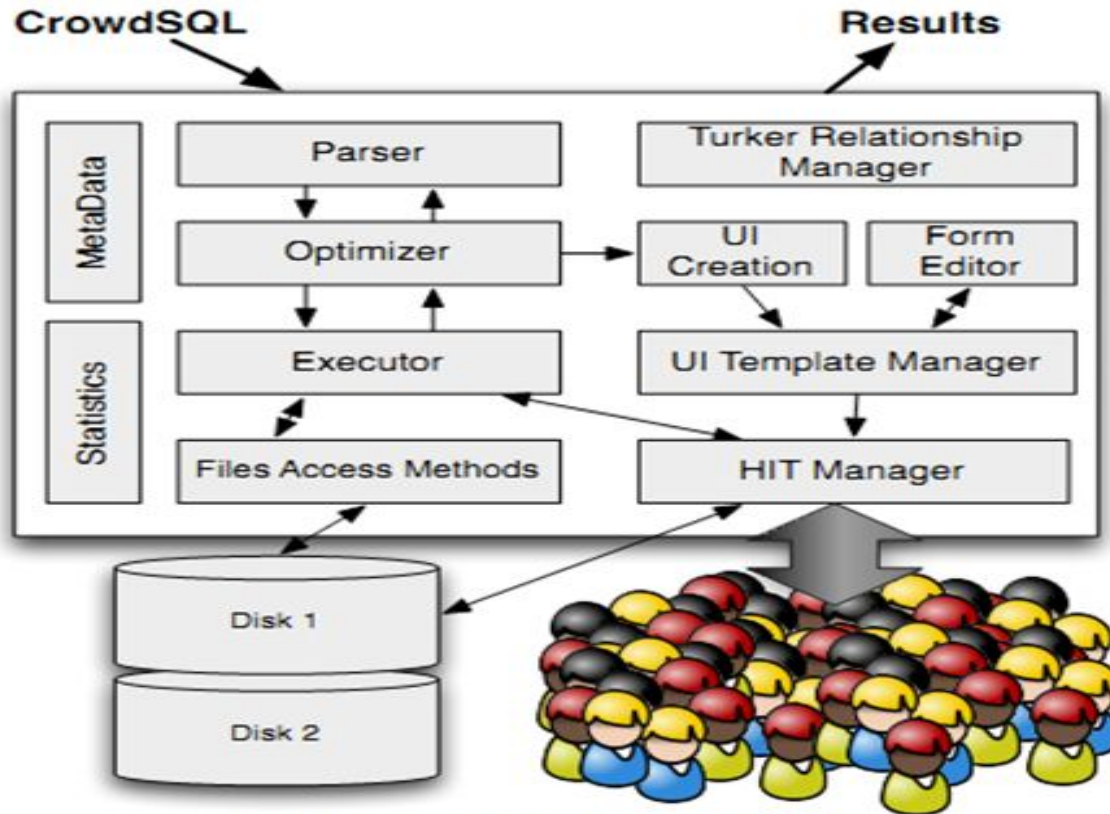 CrowdSQL
Results
MetaData
Statistics
Parser
Optimizer
Executor
Files Access Methods
Turker Relationship
Manager
UI
Creation
Form
Editor
UI Template Manager
HIT Manager
Disk 1
Disk 2